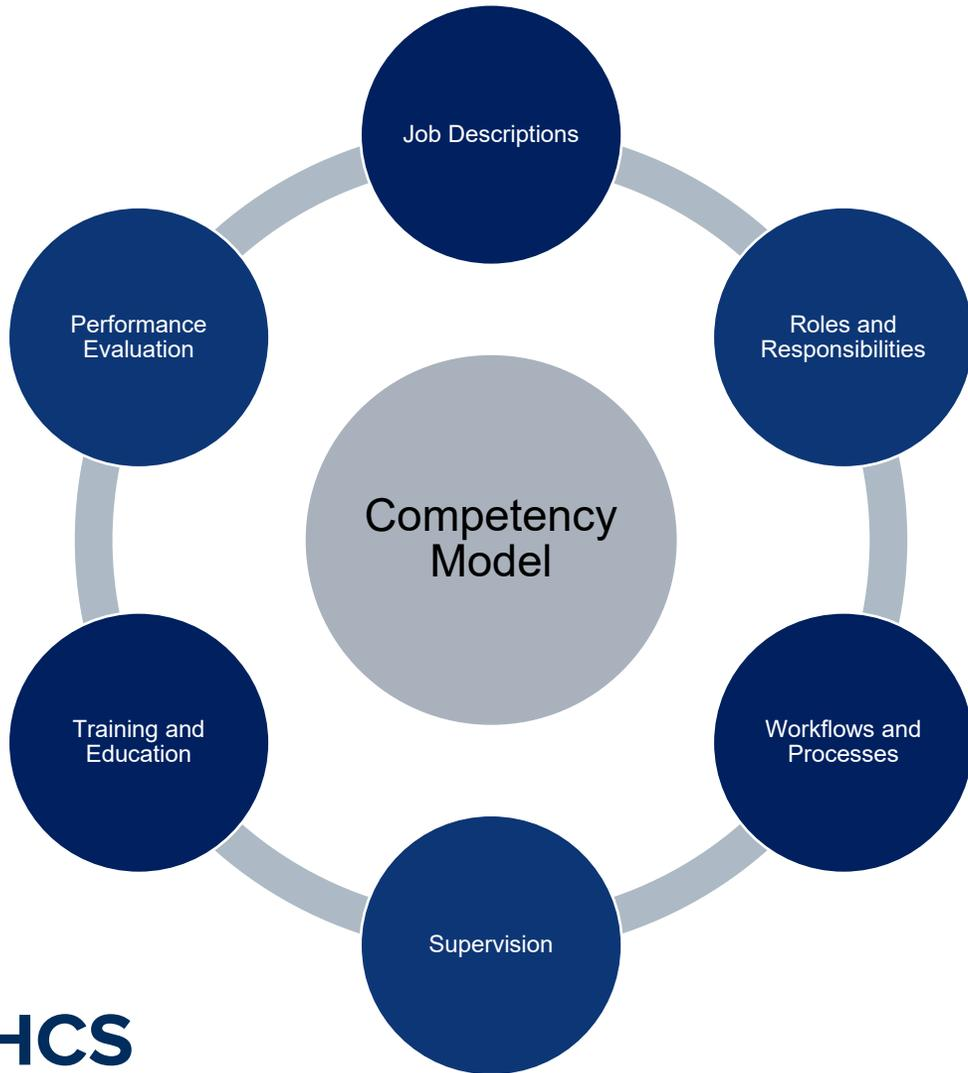 Job Descriptions
Performance
Evaluation
Roles and
Responsibilities
Competency
Model
Training and
Education
Workflows and
Processes
Supervision
HCS